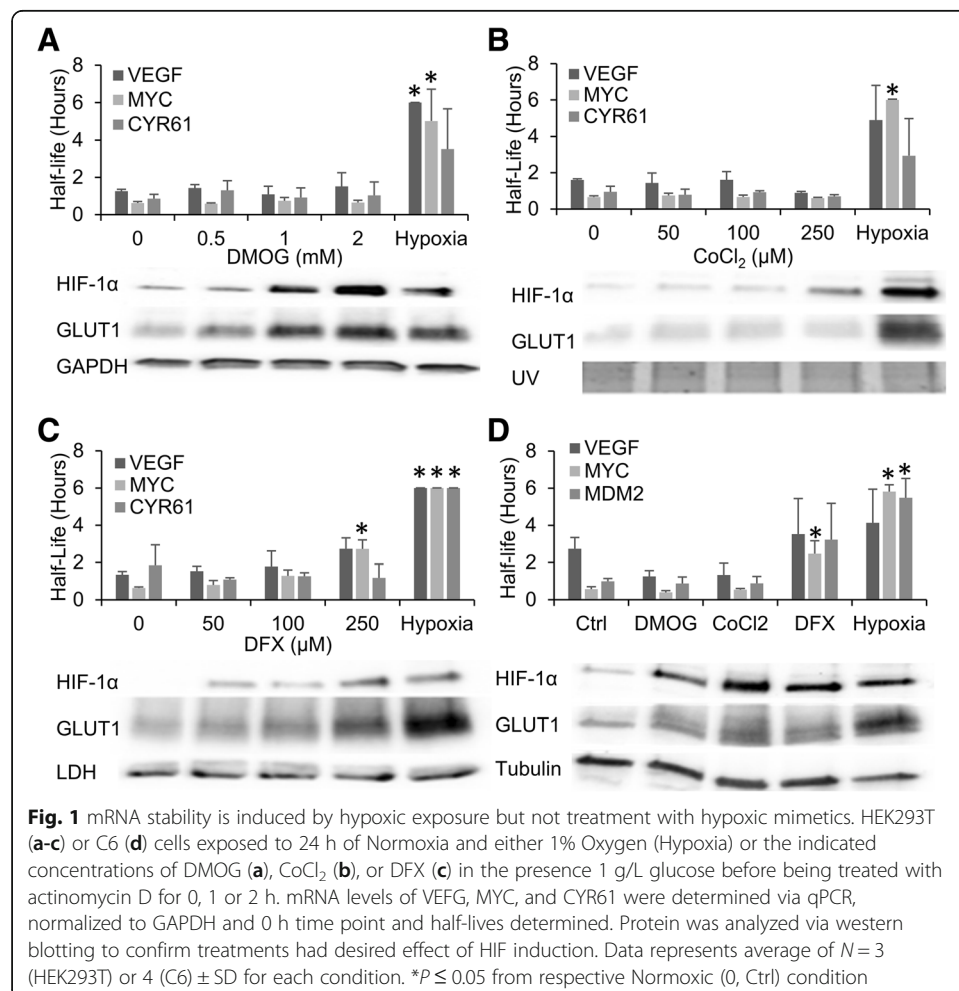 A
Half-life (Hours)
8
6
4
2
0
VEGF
MYC
CYR61
* *
0 0.5 1 2 Hypoxia
DMOG (mM)
HIF-1α
GLUT1
GAPDH
B
Half-Life (Hours)
8
6
4
2
0
VEGF
MYC
CYR61
*
0 50 100 250 Hypoxia
CoCl2 (µM)
HIF-1α
GLUT1
UV
C
Half-Life (Hours)
8
6
4
2
0
VEGF
MYC
CYR61
*
* * *
0 50 100 250 Hypoxia
DFX (µM)
HIF-1α
GLUT1
LDH
D
Half-life (Hours)
8
6
4
2
0
VEGF
MYC
MDM2
*
* *
Ctrl DMOG CoCl2 DFX Hypoxia
HIF-1α
GLUT1
Tubulin
Fig. 1 mRNA stability is induced by hypoxic exposure but not treatment with hypoxic mimetics. HEK293T
(a-c) or C6 (d) cells exposed to 24 h of Normoxia and either 1% Oxygen (Hypoxia) or the indicated
concentrations of DMOG (a), CoCl2 (b), or DFX (c) in the presence 1 g/L glucose before being treated with
actinomycin D for 0, 1 or 2 h. mRNA levels of VEFG, MYC, and CYR61 were determined via qPCR,
normalized to GAPDH and 0 h time point and half-lives determined. Protein was analyzed via western
blotting to confirm treatments had desired effect of HIF induction. Data represents average of N = 3
(HEK293T) or 4 (C6) ± SD for each condition. *P ≤ 0.05 from respective Normoxic (0, Ctrl) condition